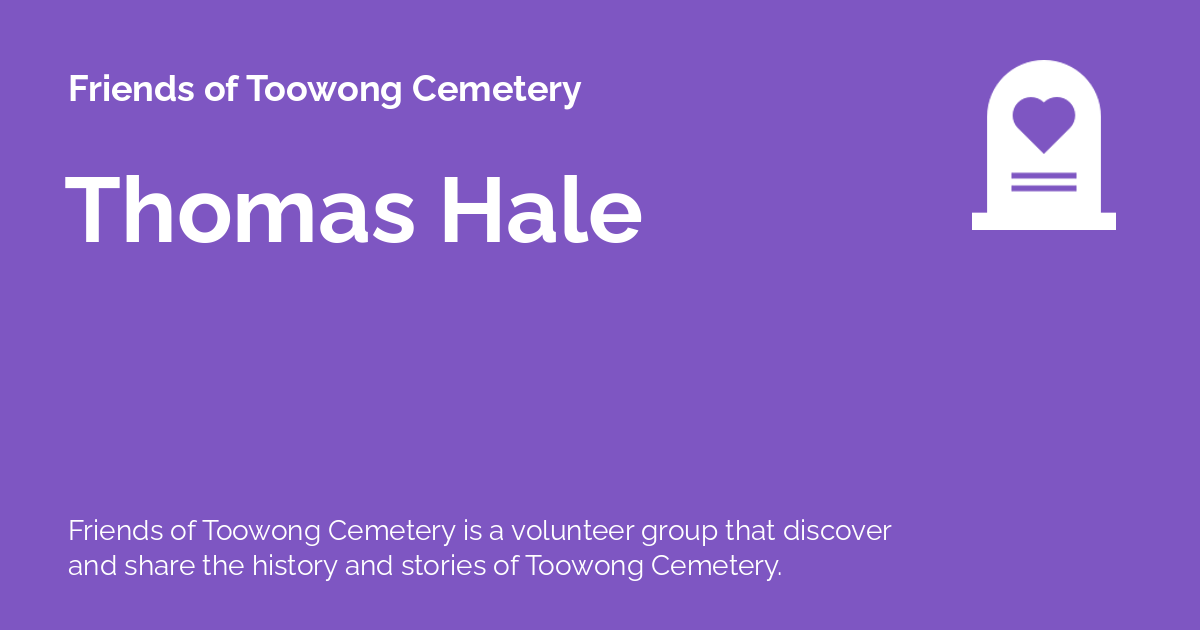 Friends of Toowong Cemetery
Thomas Hale
Friends of Toowong Cemetery is a volunteer group that discover
and share the history and stories of Toowong Cemetery.